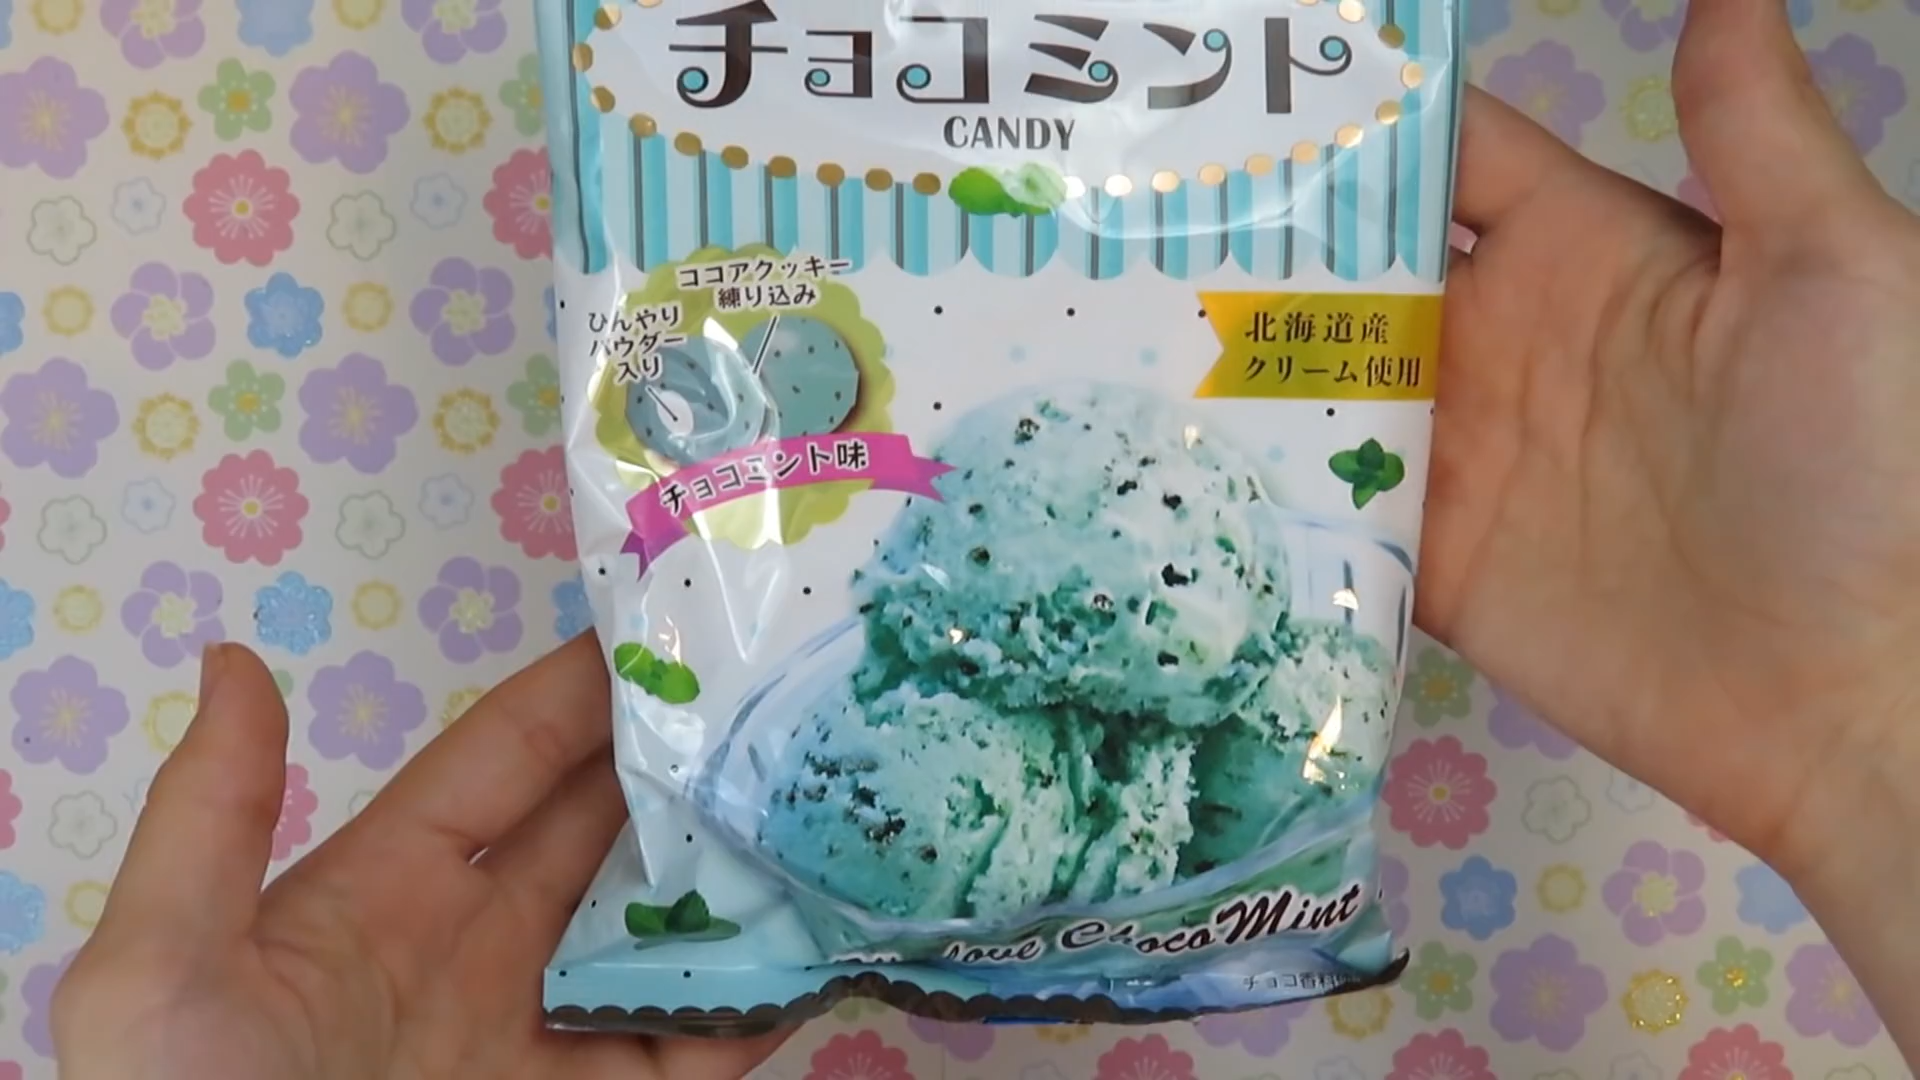 チョコミント
CANDY
ココアクッキー
練り込み
ひんやり
パウダー
入り
北海道産
クリーム使用
チョコミント味
love ChocoMint
チョコ香料